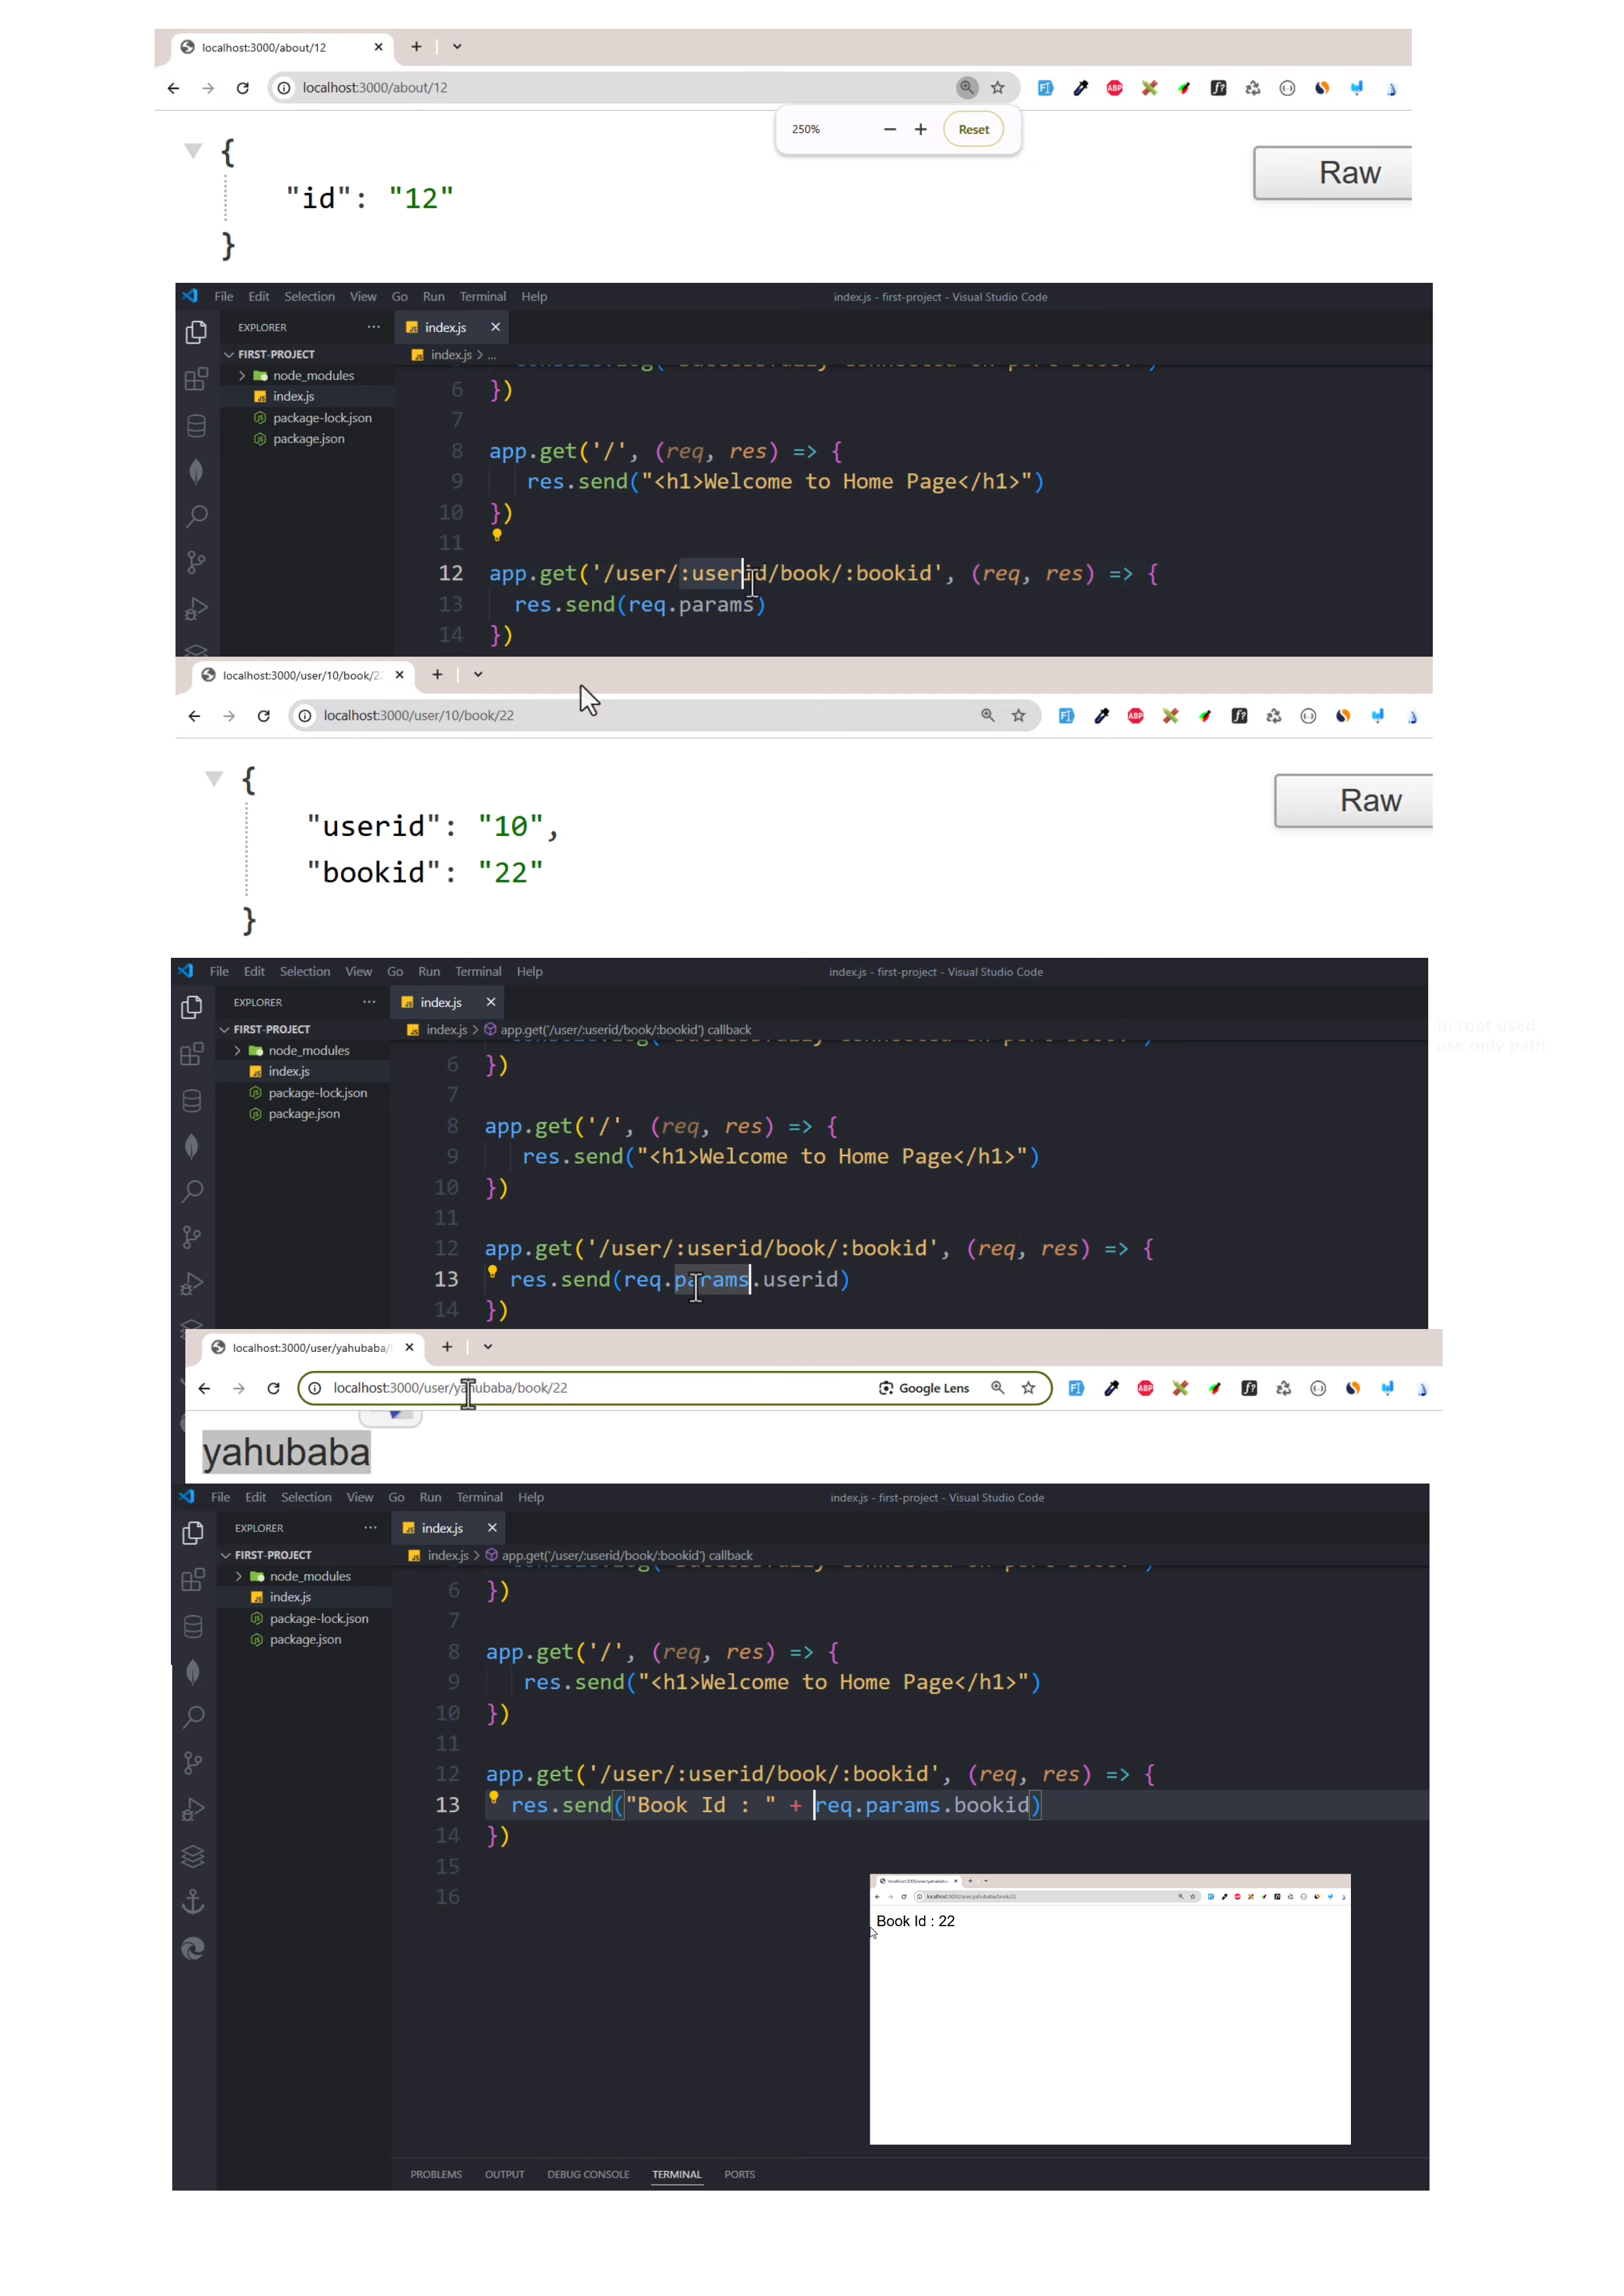 localhost:3000/about/12
localhost:3000/about/12
250%
Reset
{
"id": "12"
}
Raw
File Edit Selection View Go Run Terminal Help
index.js - first-project - Visual Studio Code
EXPLORER
index.js
FIRST-PROJECT
index.js > ...
node_modules
index.js
package-lock.json
package.json
6 })
7
8 app.get('/', (req, res) => {
9 res.send("<h1>Welcome to Home Page</h1>")
10 })
11
12 app.get('/user/:userid/book/:bookid', (req, res) => {
13 res.send(req.params)
14 })
localhost:3000/user/10/book/2
localhost:3000/user/10/book/22
{
"userid": "10",
"bookid": "22"
}
Raw
File Edit Selection View Go Run Terminal Help
index.js - first-project - Visual Studio Code
EXPLORER
index.js
FIRST-PROJECT
index.js > app.get('/user/:userid/book/:bookid') callback
node_modules
index.js
package-lock.json
package.json
in root used
use only path
6 })
7
8 app.get('/', (req, res) => {
9 res.send("<h1>Welcome to Home Page</h1>")
10 })
11
12 app.get('/user/:userid/book/:bookid', (req, res) => {
13 res.send(req.params.userid)
14 })
localhost:3000/user/yahubaba/
localhost:3000/user/yahubaba/book/22
Google Lens
yahubaba
File Edit Selection View Go Run Terminal Help
index.js - first-project - Visual Studio Code
EXPLORER
index.js
FIRST-PROJECT
index.js > app.get('/user/:userid/book/:bookid') callback
node_modules
index.js
package-lock.json
package.json
6 })
7
8 app.get('/', (req, res) => {
9 res.send("<h1>Welcome to Home Page</h1>")
10 })
11
12 app.get('/user/:userid/book/:bookid', (req, res) => {
13 res.send("Book Id : " + req.params.bookid)
14 })
15
16
localhost:3000/user/yahubaba/book/22
Book Id : 22
PROBLEMS OUTPUT DEBUG CONSOLE TERMINAL PORTS